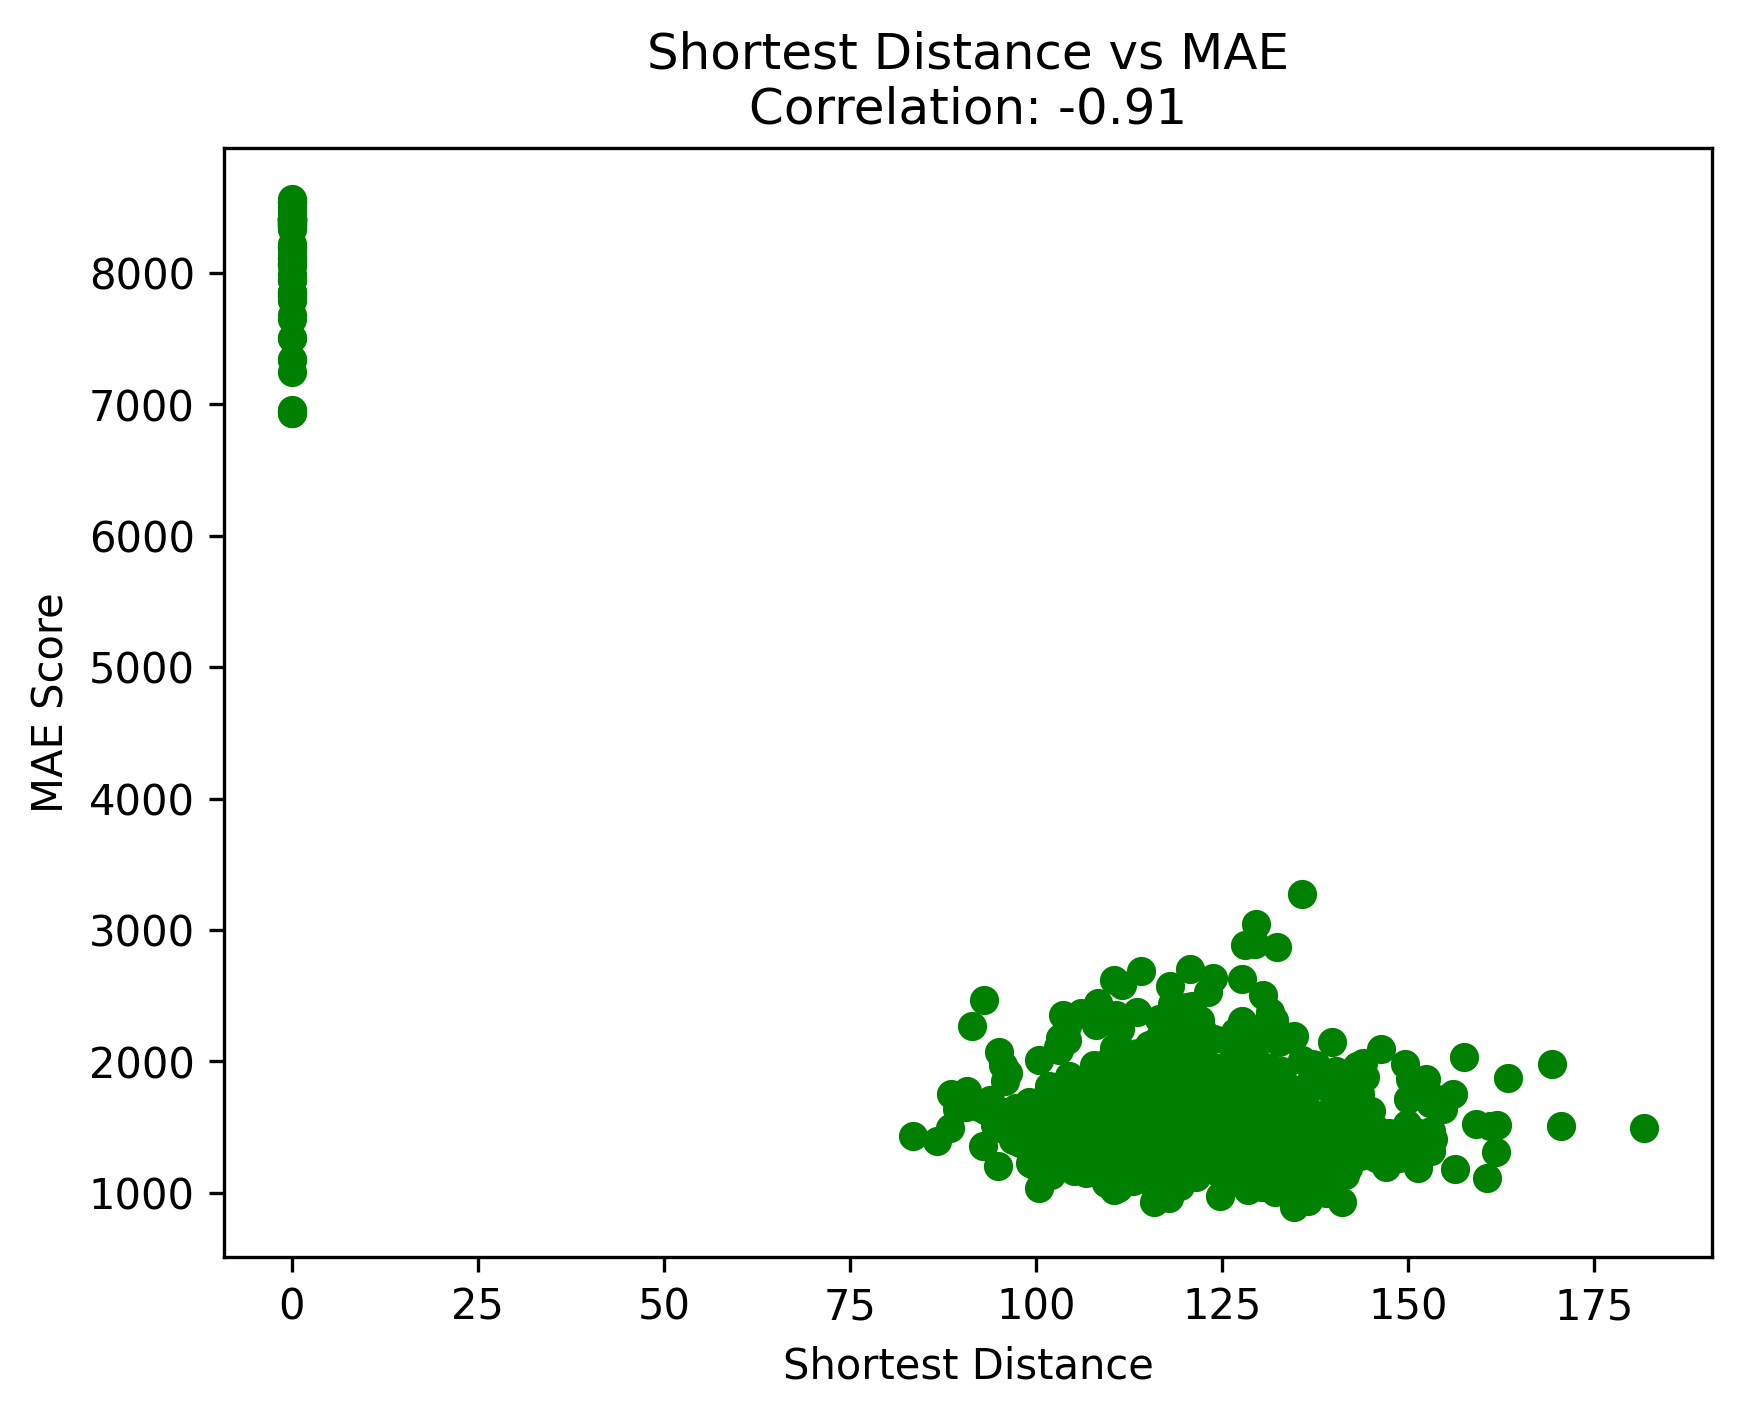 Shortest Distance vs MAE
Correlation: -0.91
8000
7000
6000
5000
4000
3000
2000
1000
MAE Score
0 25 50 75 100 125 150 175
Shortest Distance